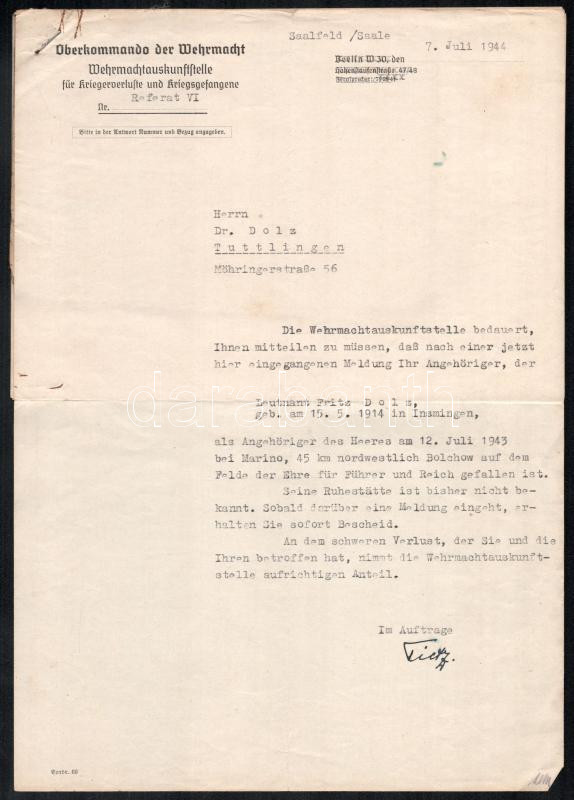 Saalfeld /Saale
7. Juli 1944
Oberkommando der Wehrmacht
Wehrmachtauskunftstelle
für Kriegerverluste und Kriegsgefangene
Referat VI
Nr.
Bitte in der Antwort Nummer und Bezug angegeben.
Berlin W 30, den
Hohenstaufenstraße 47/48
Herrn
Dr. D o l z
T u t t l i n g e n
Möhringerstraße 56
Die Wehrmachtauskunftstelle bedauert,
Ihnen mitteilen zu müssen, daß nach einer jetzt
hier eingegangenen Meldung Ihr Angehöriger, der
Leutnant Fritz D o l z,
geb. am 15. 5. 1914 in Insmingen,
als Angehöriger des Heeres am 12. Juli 1943
bei Marino, 45 km nordwestlich Bolchow auf dem
Felde der Ehre für Führer und Reich gefallen ist.
Seine Ruhestätte ist bisher nicht be-
kannt. Sobald darüber eine Meldung eingeht, er-
halten Sie sofort Bescheid.
An dem schweren Verlust, der Sie und die
Ihren betroffen hat, nimmt die Wehrmachtauskunft-
stelle aufrichtigen Anteil.
Im Auftrage
darabanth